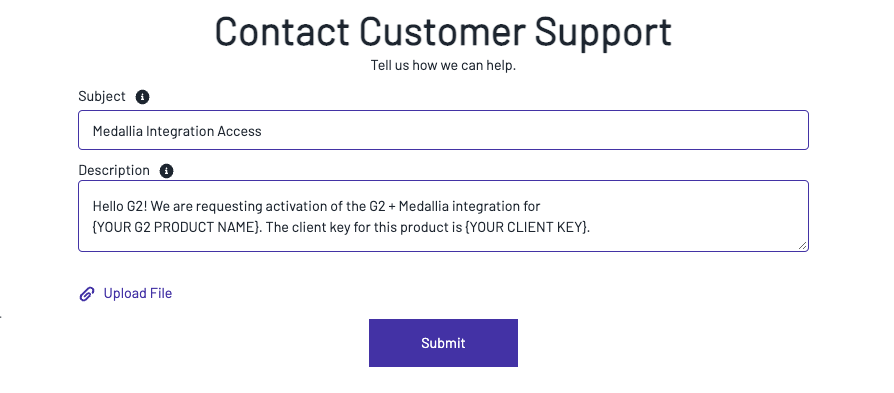 Contact Customer Support
Tell us how we can help.
Subject
Medallia Integration Access
Description
Hello G2! We are requesting activation of the G2 + Medallia integration for
{YOUR G2 PRODUCT NAME}. The client key for this product is {YOUR CLIENT KEY}.
Upload File
Submit